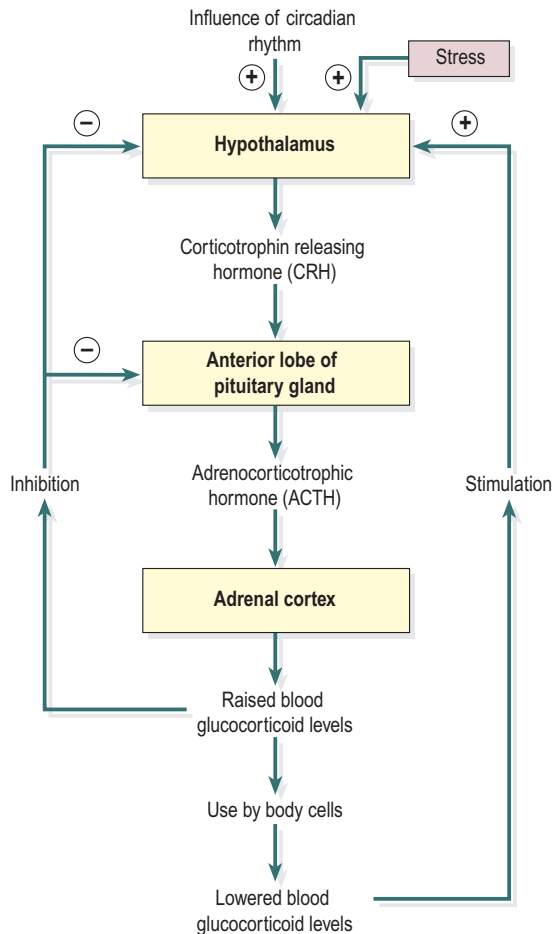 Influence of circadian
rhythm
Stress
+
+
−
+
Hypothalamus
Corticotrophin releasing
hormone (CRH)
−
Anterior lobe of
pituitary gland
Inhibition
Adrenocorticotrophic
hormone (ACTH)
Stimulation
Adrenal cortex
Raised blood
glucocorticoid levels
Use by body cells
Lowered blood
glucocorticoid levels